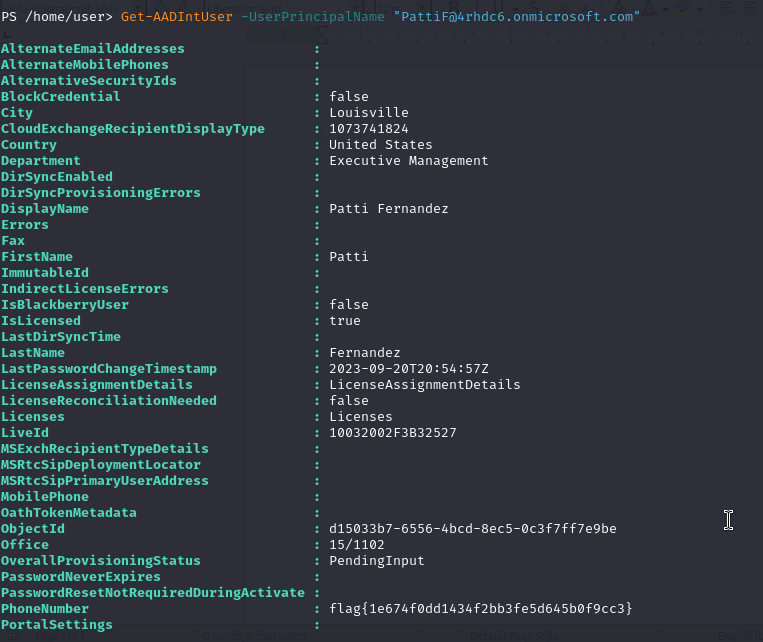 PS /home/user> Get-AADIntUser -UserPrincipalName "PattiF@4rhdc6.onmicrosoft.com"
AlternateEmailAddresses :
AlternateMobilePhones :
AlternativeSecurityIds :
BlockCredential : false
City : Louisville
CloudExchangeRecipientDisplayType : 1073741824
Country : United States
Department : Executive Management
DirSyncEnabled :
DirSyncProvisioningErrors :
DisplayName : Patti Fernandez
Errors :
Fax :
FirstName : Patti
ImmutableId :
IndirectLicenseErrors :
IsBlackberryUser : false
IsLicensed : true
LastDirSyncTime :
LastName : Fernandez
LastPasswordChangeTimestamp : 2023-09-20T20:54:57Z
LicenseAssignmentDetails : LicenseAssignmentDetails
LicenseReconciliationNeeded : false
Licenses : Licenses
LiveId : 10032002F3B32527
MSExchRecipientTypeDetails :
MSRtcSipDeploymentLocator :
MSRtcSipPrimaryUserAddress :
MobilePhone :
OathTokenMetadata :
ObjectId : d15033b7-6556-4bcd-8ec5-0c3f7ff7e9be
Office : 15/1102
OverallProvisioningStatus : PendingInput
PasswordNeverExpires :
PasswordResetNotRequiredDuringActivate :
PhoneNumber : flag{1e674f0dd1434f2bb3fe5d645b0f9cc3}
PortalSettings :